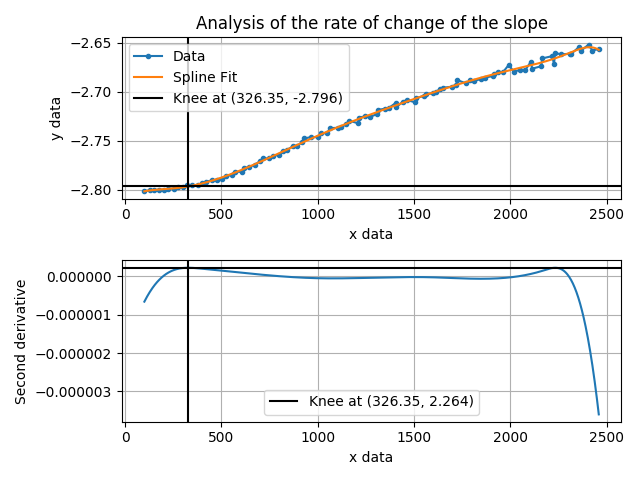 Analysis of the rate of change of the slope
−2.65
−2.70
−2.75
−2.80
y data
Data
Spline Fit
Knee at (326.35, -2.796)
0 500 1000 1500 2000 2500
x data
0.000000
−0.000001
−0.000002
−0.000003
Second derivative
Knee at (326.35, 2.264)
0 500 1000 1500 2000 2500
x data